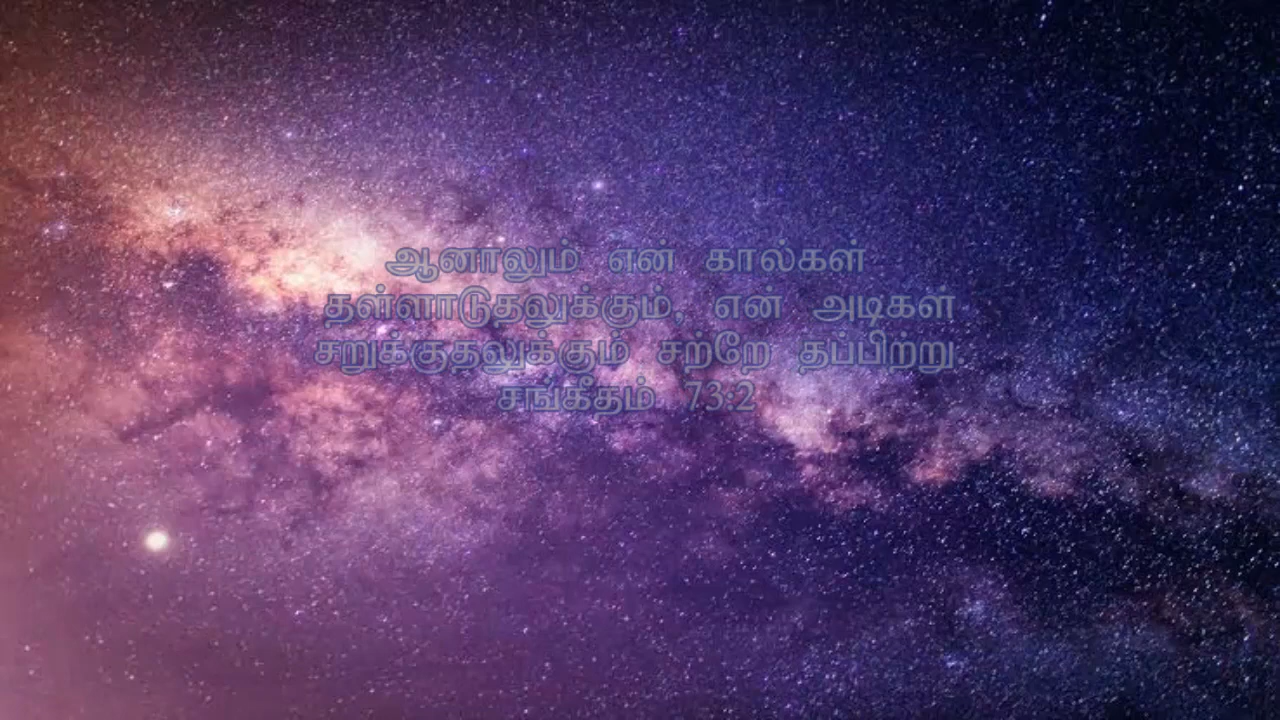 ஆனாலும் என் கால்கள்
தள்ளாடுதலுக்கும், என் அடிகள்
சறுக்குதலுக்கும் சற்றே தப்பிற்று.
சங்கீதம் 73:2